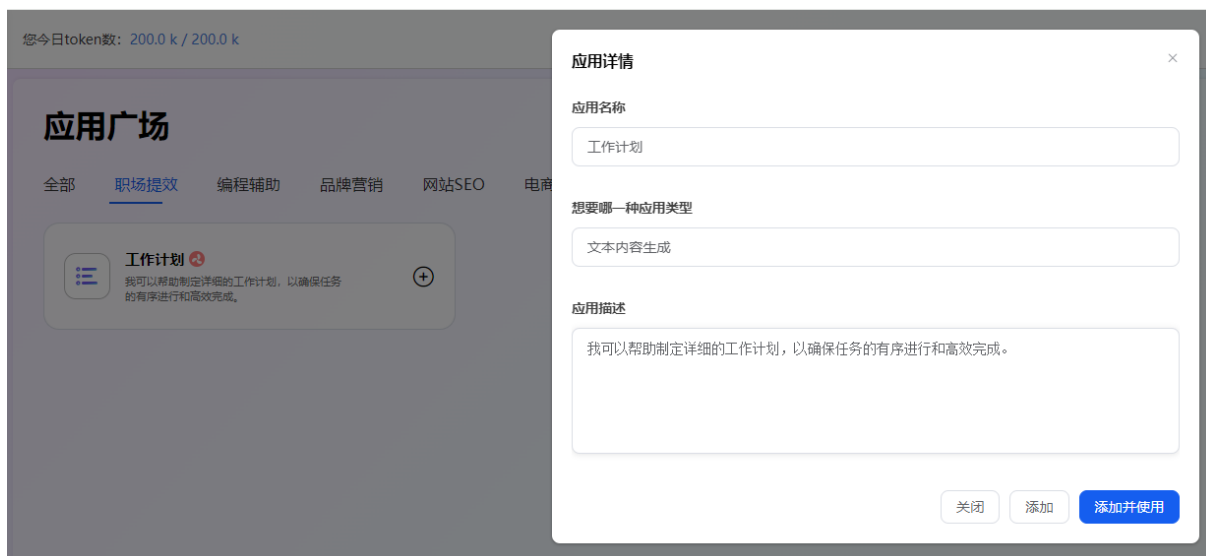 您今日token数：200.0 k / 200.0 k
应用广场
全部 职场提效 编程辅助 品牌营销 网站SEO 电商
工作计划
我可以帮助制定详细的工作计划，以确保任务
的有序进行和高效完成。
应用详情
应用名称
工作计划
想要哪一种应用类型
文本内容生成
应用描述
我可以帮助制定详细的工作计划，以确保任务的有序进行和高效完成。
关闭 添加 添加并使用